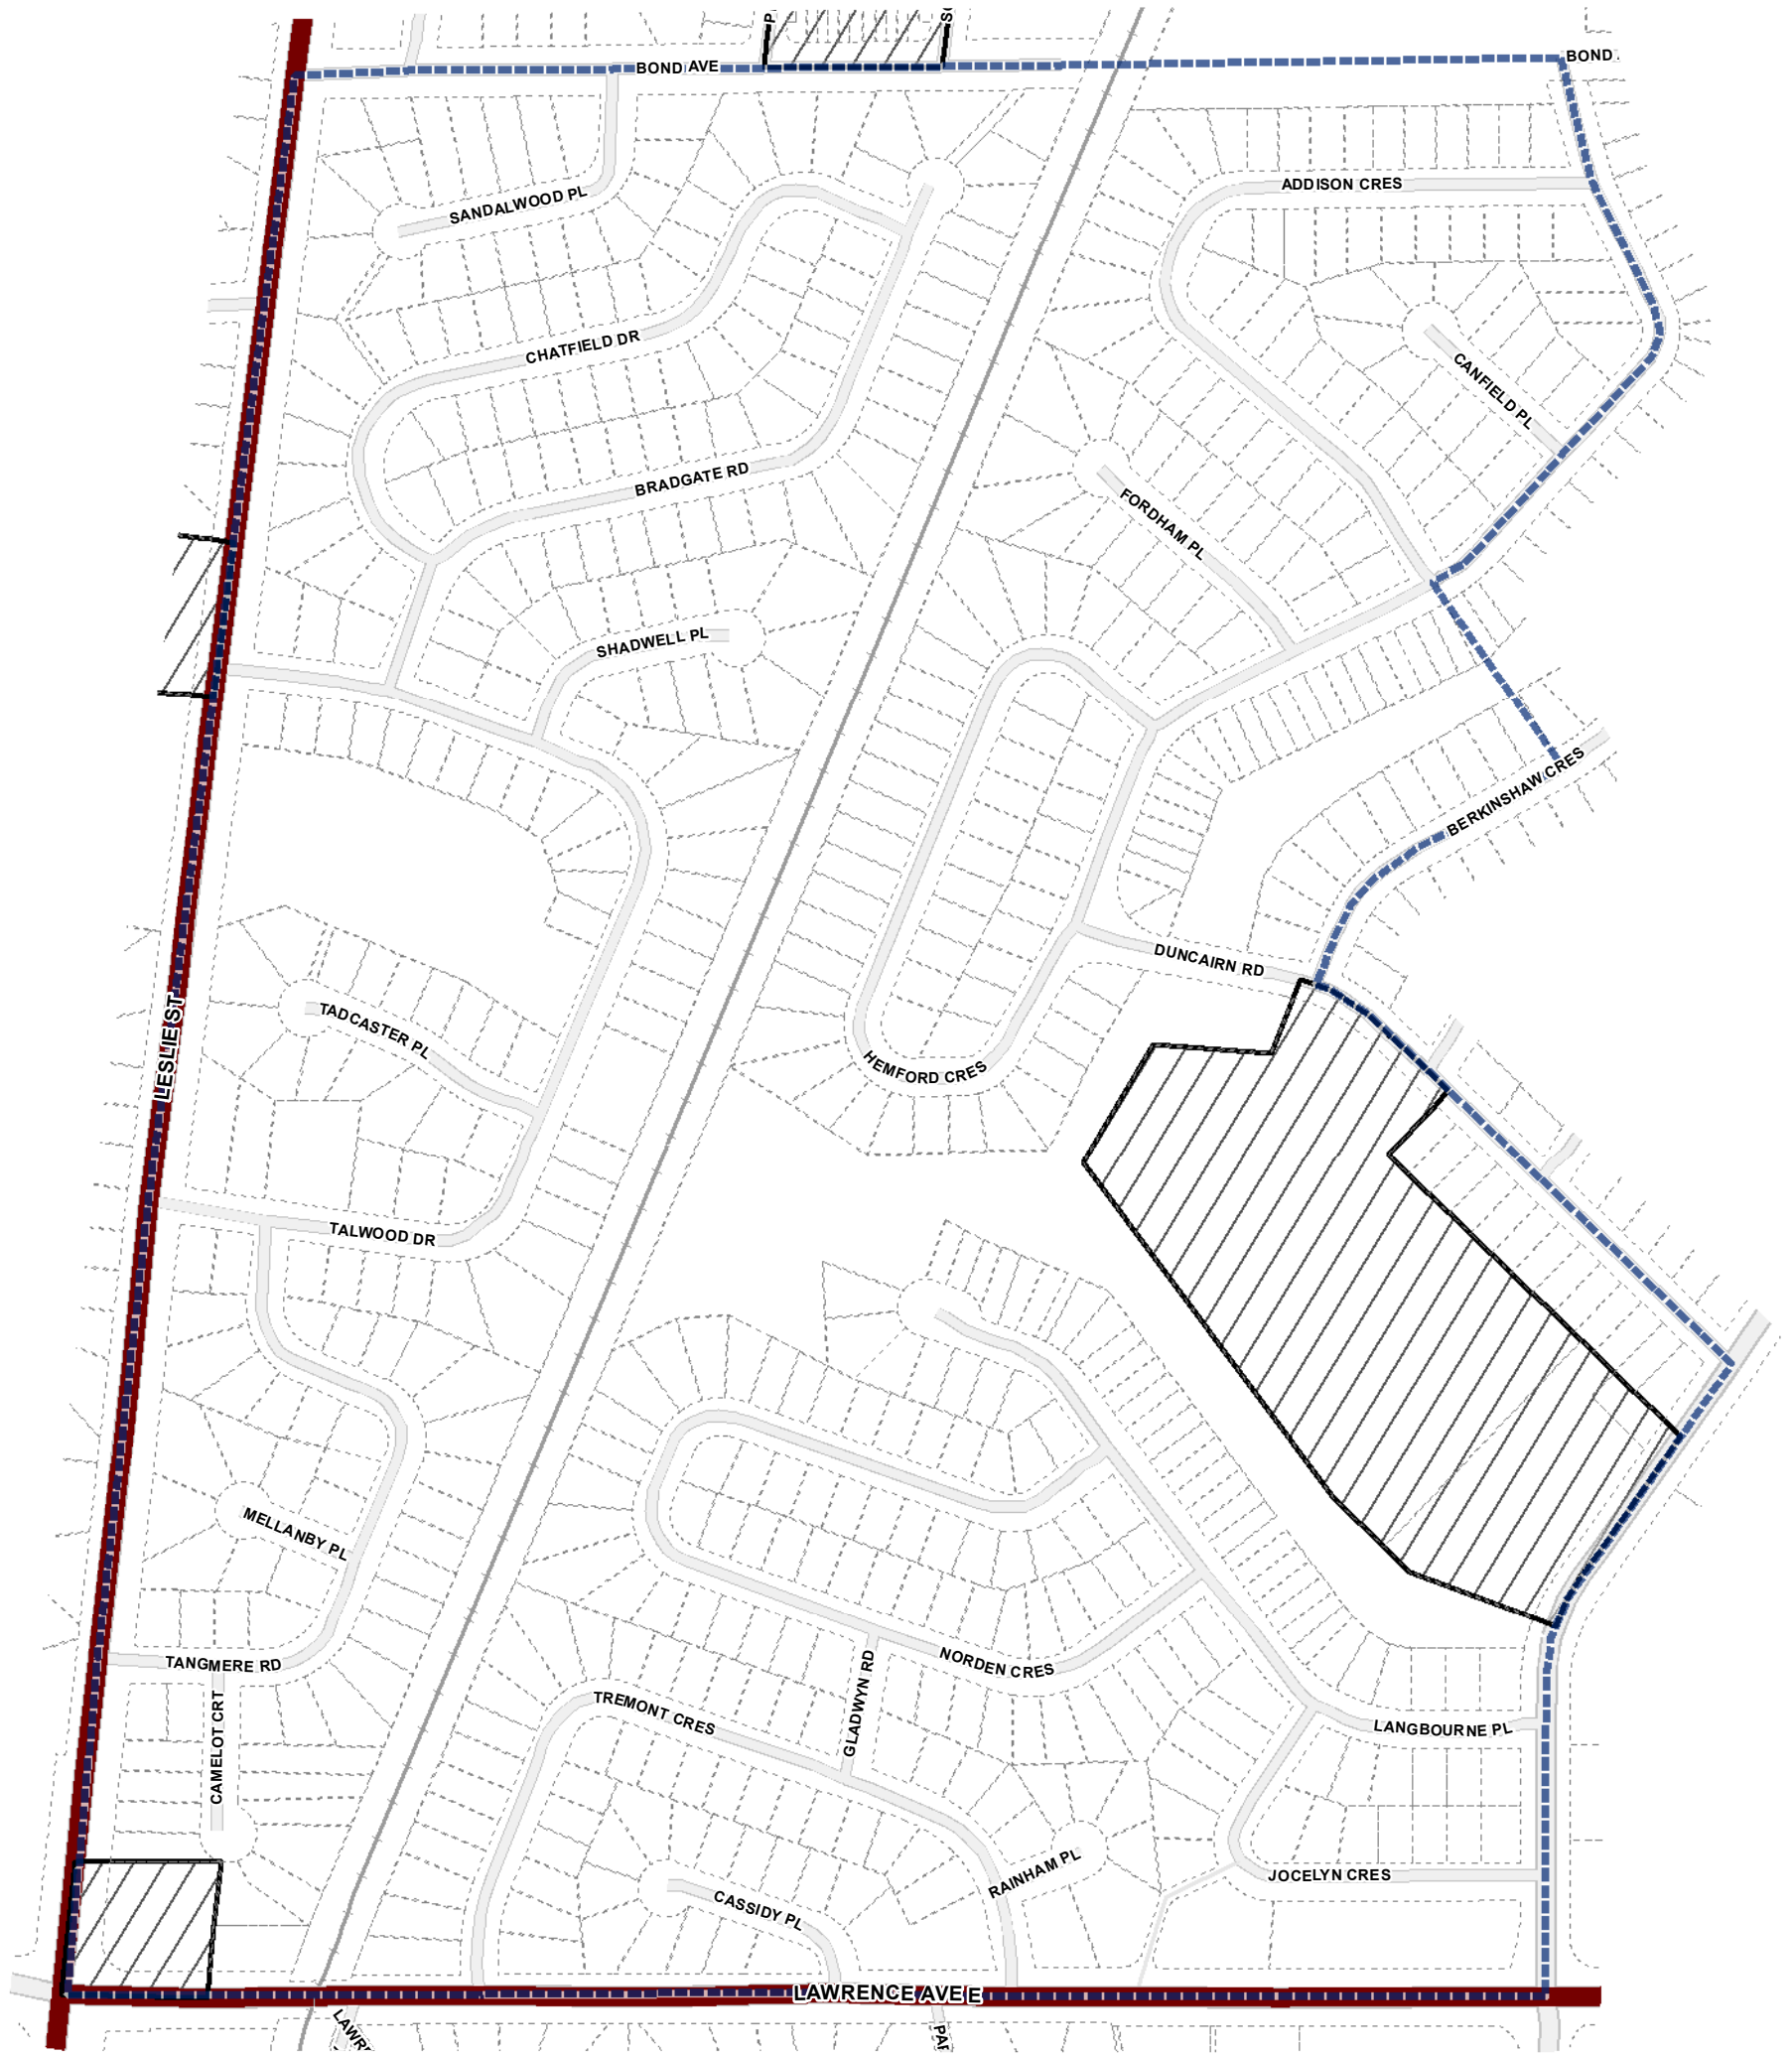 BOND AVE
BOND
ADDISON CRES
SANDALWOOD PL
CHATFIELD DR
CANFIELD PL
BRADGATE RD
FORDHAM PL
SHADWELL PL
BERKINSHAW CRES
DUNCAIRN RD
TADCASTER PL
LESLIE ST
HEMFORD CRES
TALWOOD DR
MELLANBY PL
TANGMERE RD
NORDEN CRES
GLADWYN RD
TREMONT CRES
LANGBOURNE PL
CAMELOT CRT
RAINHAM PL
JOCELYN CRES
CASSIDY PL
LAWRENCE AVE E